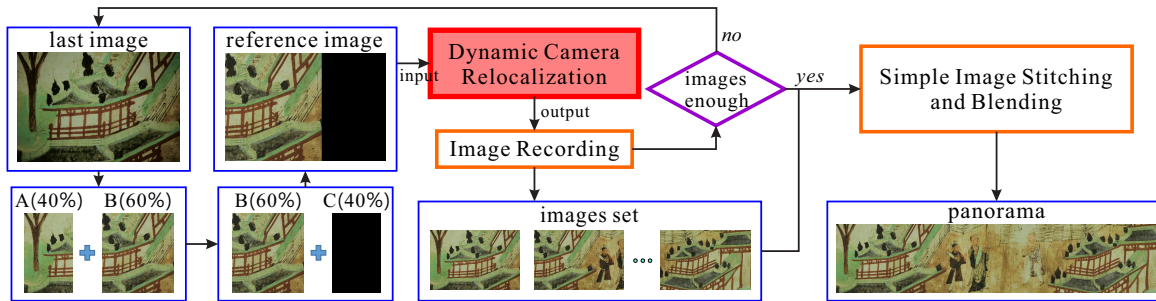 last image
reference image
input
Dynamic Camera
Relocalization
output
Image Recording
images
enough
no
yes
Simple Image Stitching
and Blending
A(40%)
B(60%)
B(60%)
C(40%)
images set
panorama